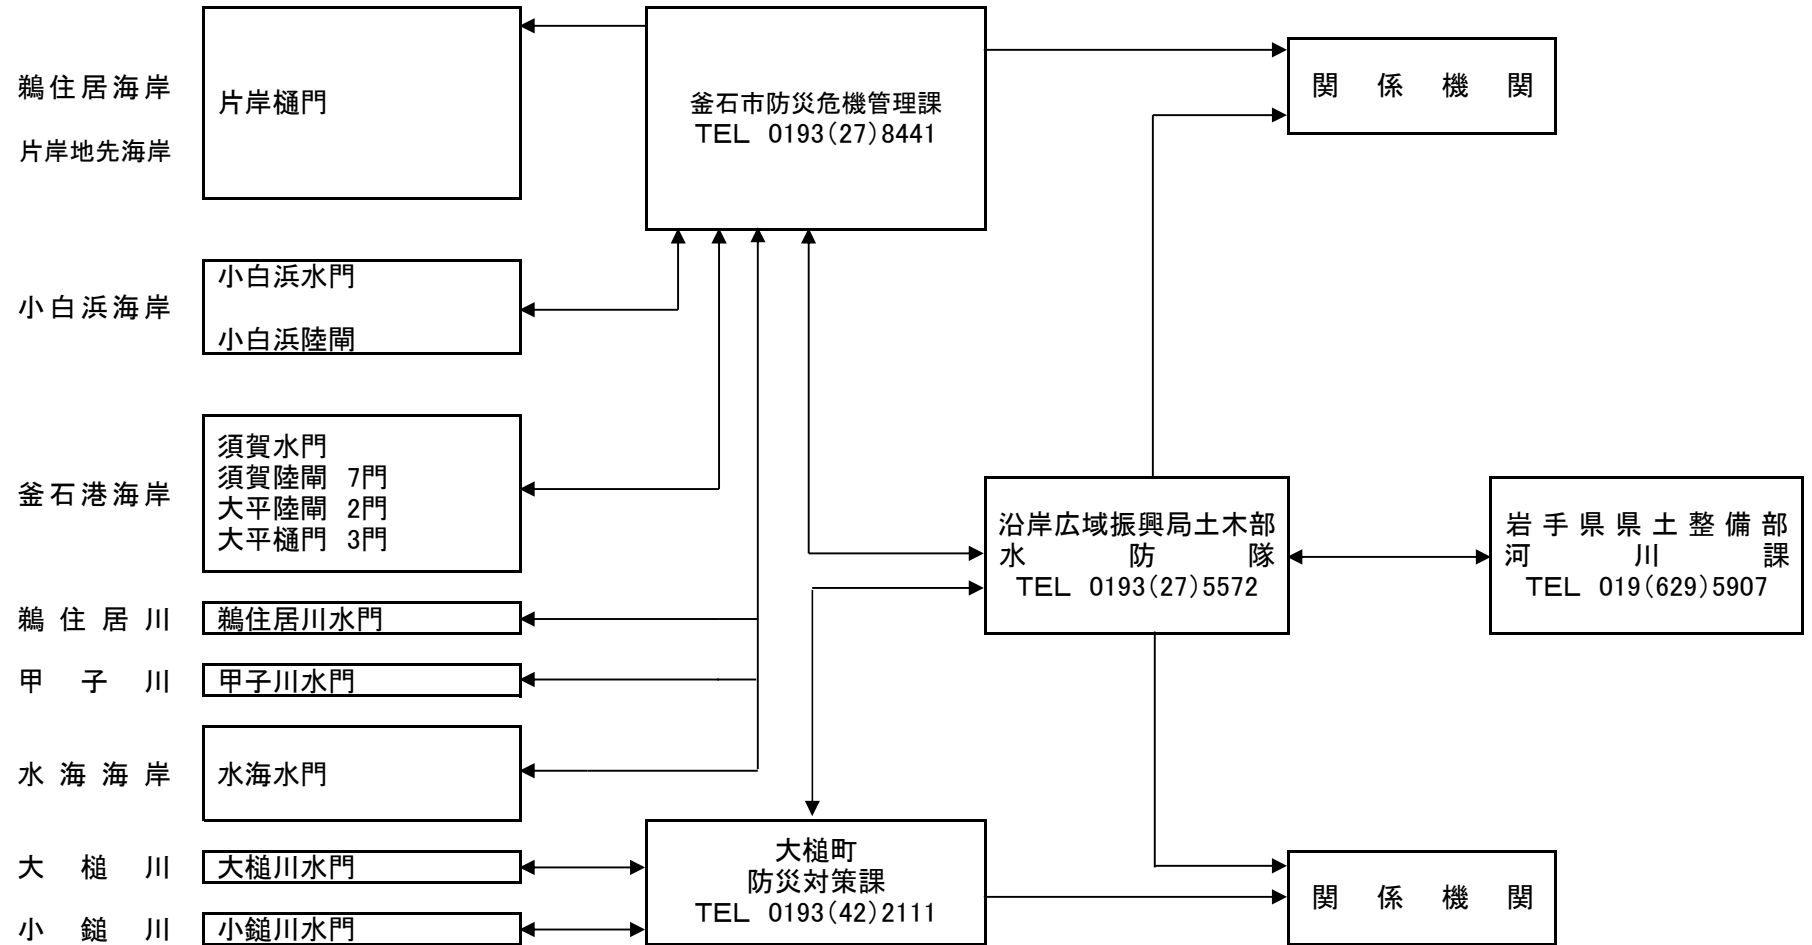 鵜住居海岸
片岸地先海岸
片岸樋門
釜石市防災危機管理課
TEL 0193(27)8441
関係機関
小白浜海岸
小白浜水門
小白浜陸閘
釜石港海岸
須賀水門
須賀陸閘 7門
大平陸閘 2門
大平樋門 3門
沿岸広域振興局土木部
水防隊
TEL 0193(27)5572
岩手県県土整備部
河川課
TEL 019(629)5907
鵜住居川
鵜住居川水門
甲子川
甲子川水門
水海海岸
水海水門
大槌川
大槌川水門
大槌町
防災対策課
TEL 0193(42)2111
関係機関
小鎚川
小鎚川水門